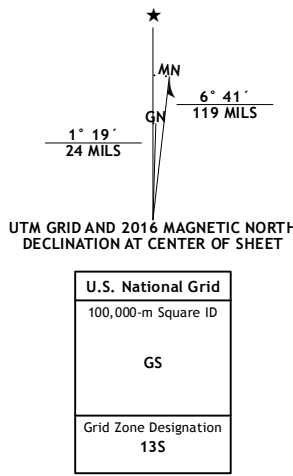 MN
GN
6° 41´
119 MILS
1° 19´
24 MILS
UTM GRID AND 2016 MAGNETIC NORTH
DECLINATION AT CENTER OF SHEET
U.S. National Grid
100,000-m Square ID
GS
Grid Zone Designation
13S